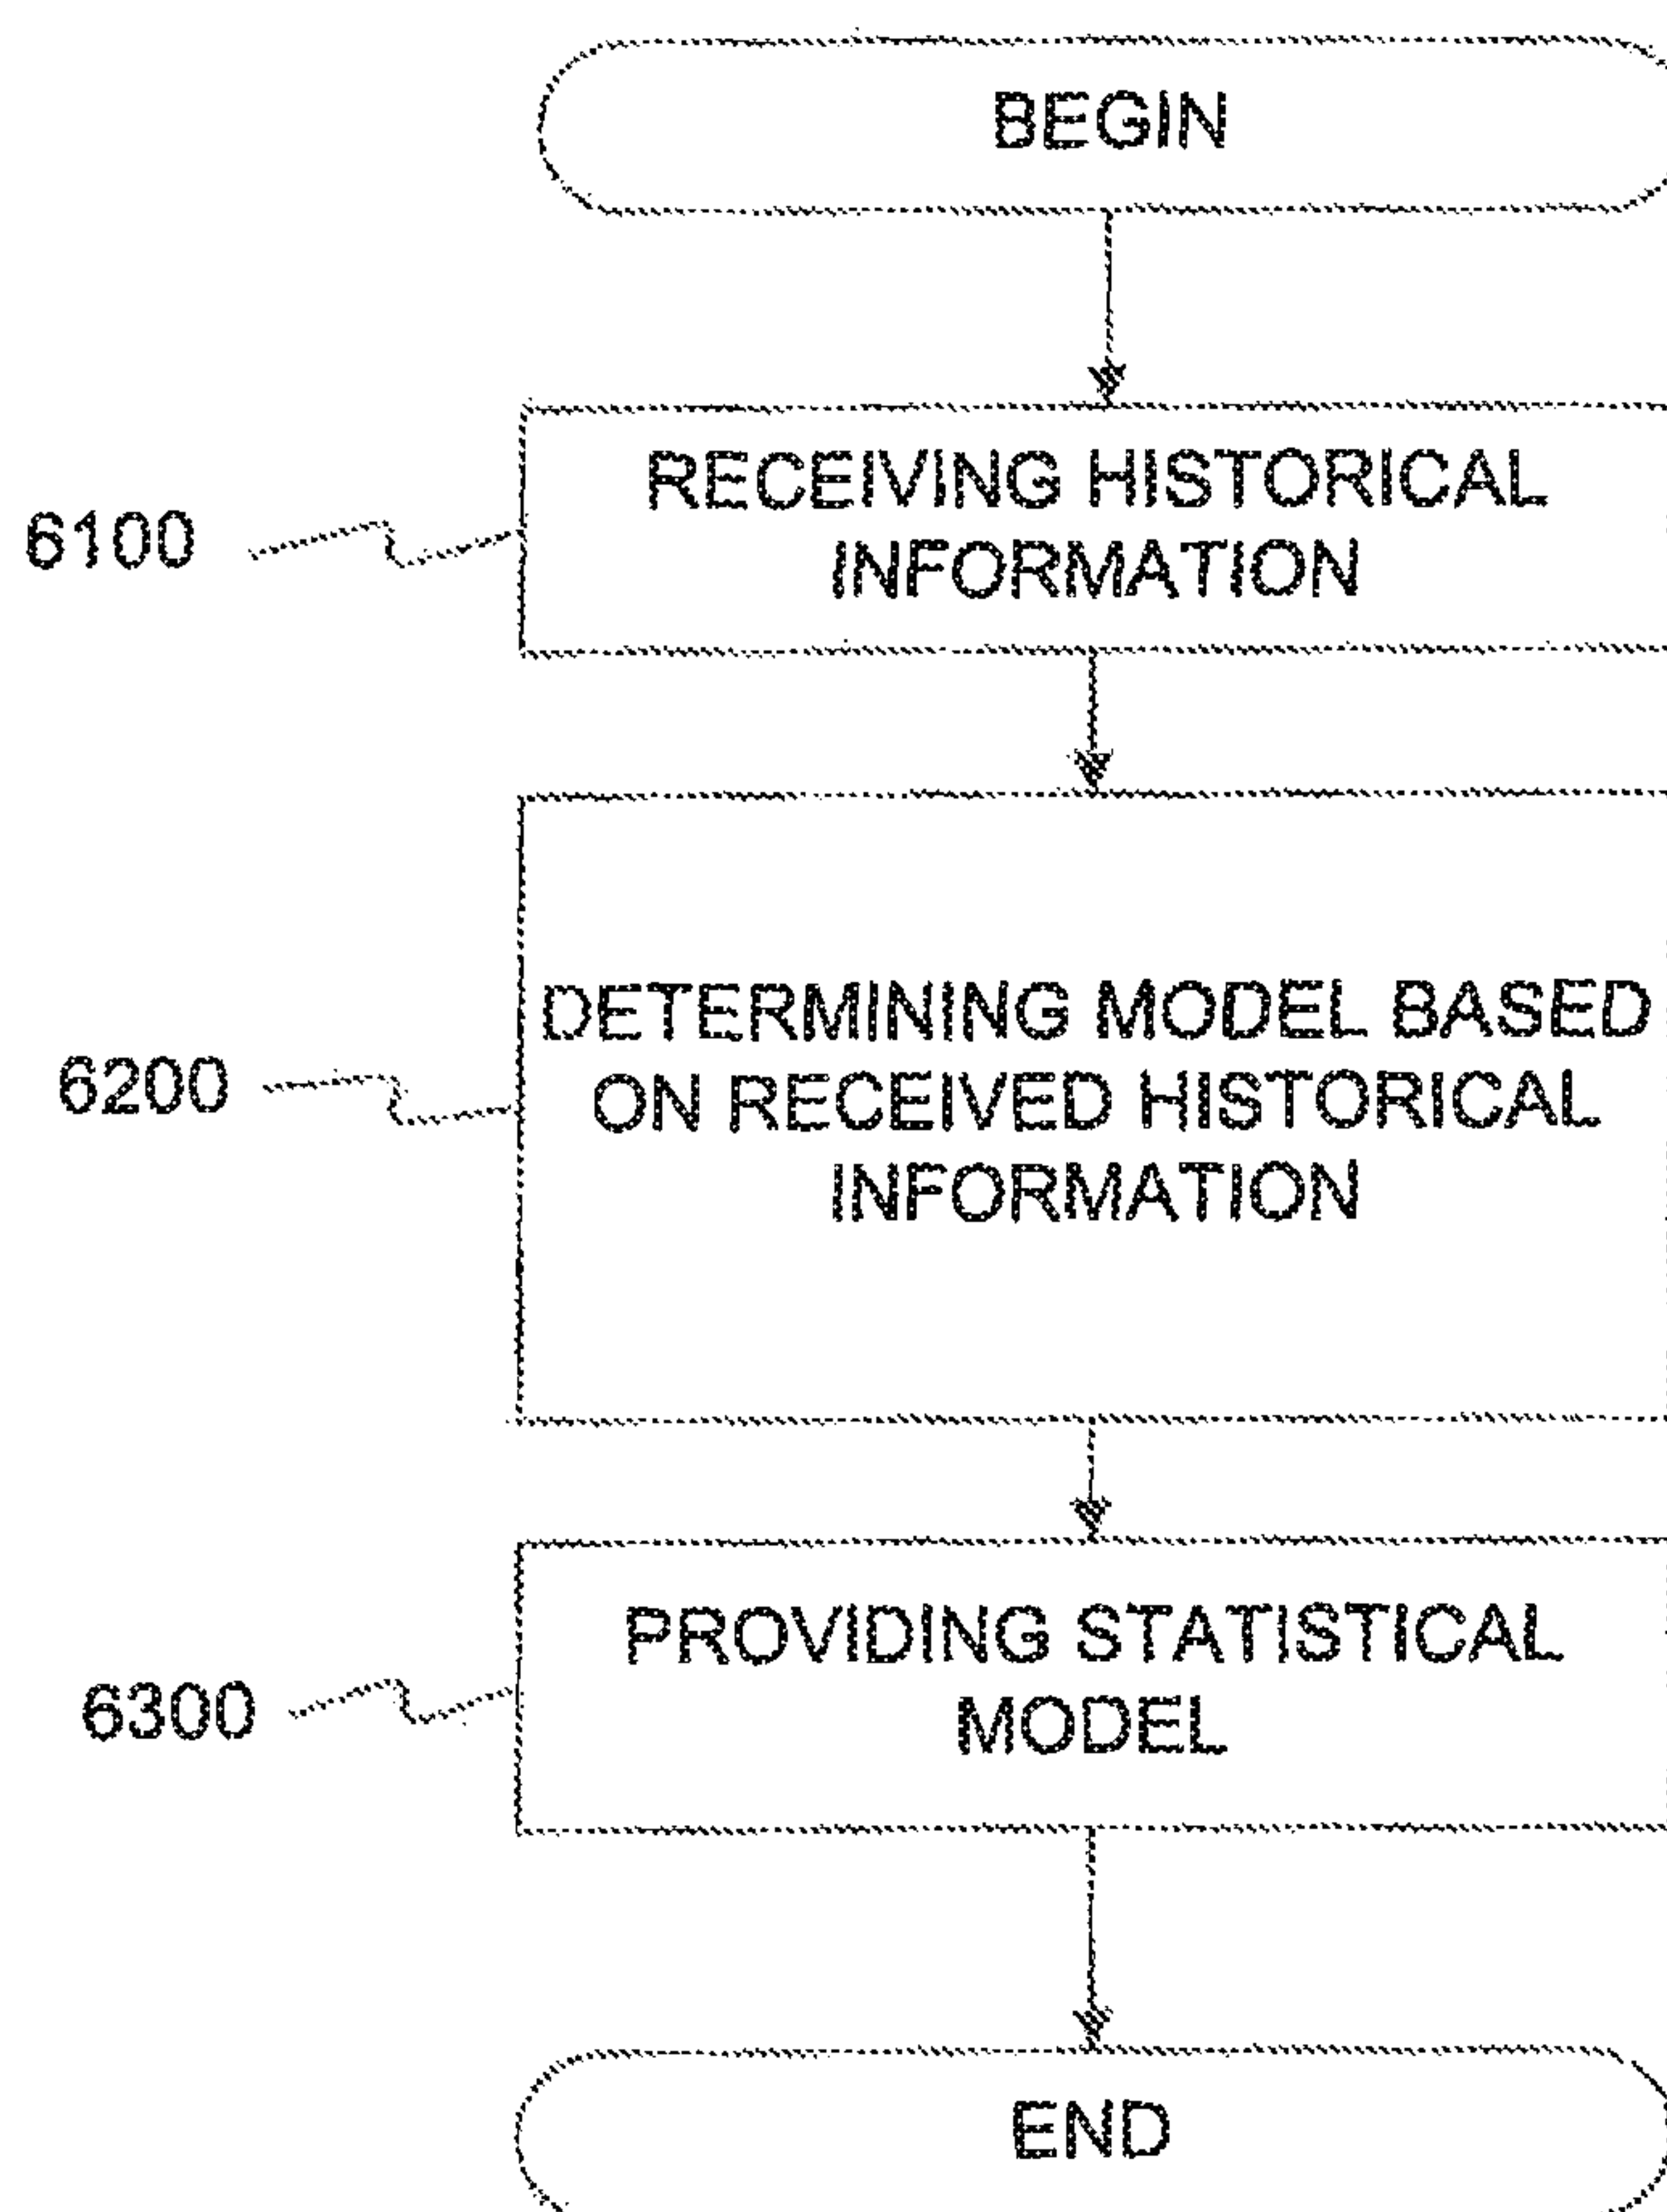 BEGIN
6100
RECEIVING HISTORICAL
INFORMATION
6200
DETERMINING MODEL BASED
ON RECEIVED HISTORICAL
INFORMATION
6300
PROVIDING STATISTICAL
MODEL
END